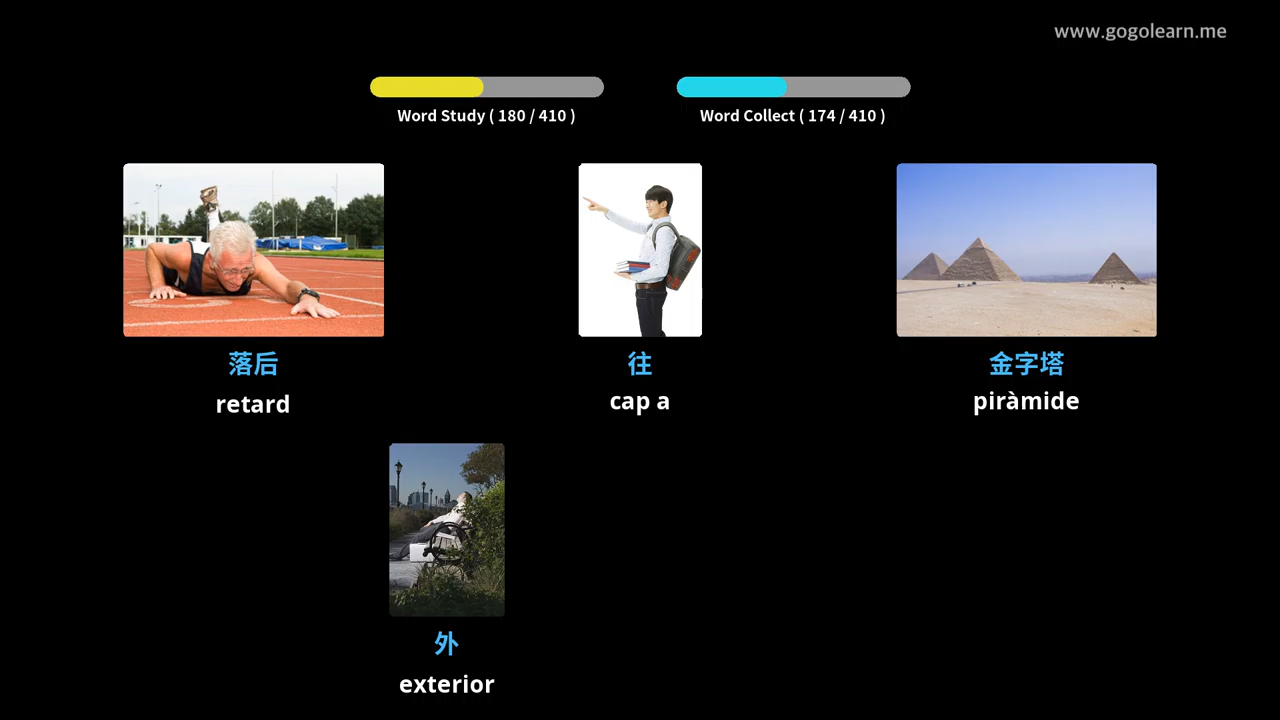 www.gogolearn.me
Word Study ( 180 / 410 )
Word Collect ( 174 / 410 )
落后
retard
往
cap a
金字塔
piràmide
外
exterior